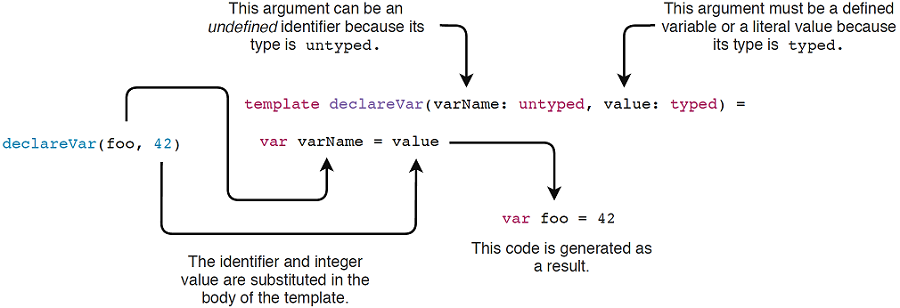 This argument can be an
undefined identifier because its
type is untyped.
This argument must be a defined
variable or a literal value because
its type is typed.
template declareVar(varName: untyped, value: typed) =
declareVar(foo, 42)
var varName = value
var foo = 42
This code is generated as
a result.
The identifier and integer
value are substituted in the
body of the template.